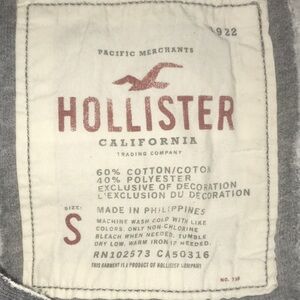 1922
PACIFIC MERCHANTS
HOLLISTER
CALIFORNIA
TRADING COMPANY
60% COTTON/COTON
40% POLYESTER
EXCLUSIVE OF DECORATION
L'EXCLUSION DU DÉCORATION
SIZE:
S
MADE IN PHILIPPINES
MACHINE WASH COLD WITH LIKE
COLORS. ONLY NON-CHLORINE
BLEACH WHEN NEEDED. TUMBLE
DRY LOW. WARM IRON IF NEEDED.
RN102573 CA50316
THIS GARMENT IS A PRODUCT OF HOLLISTER COMPANY
NO.